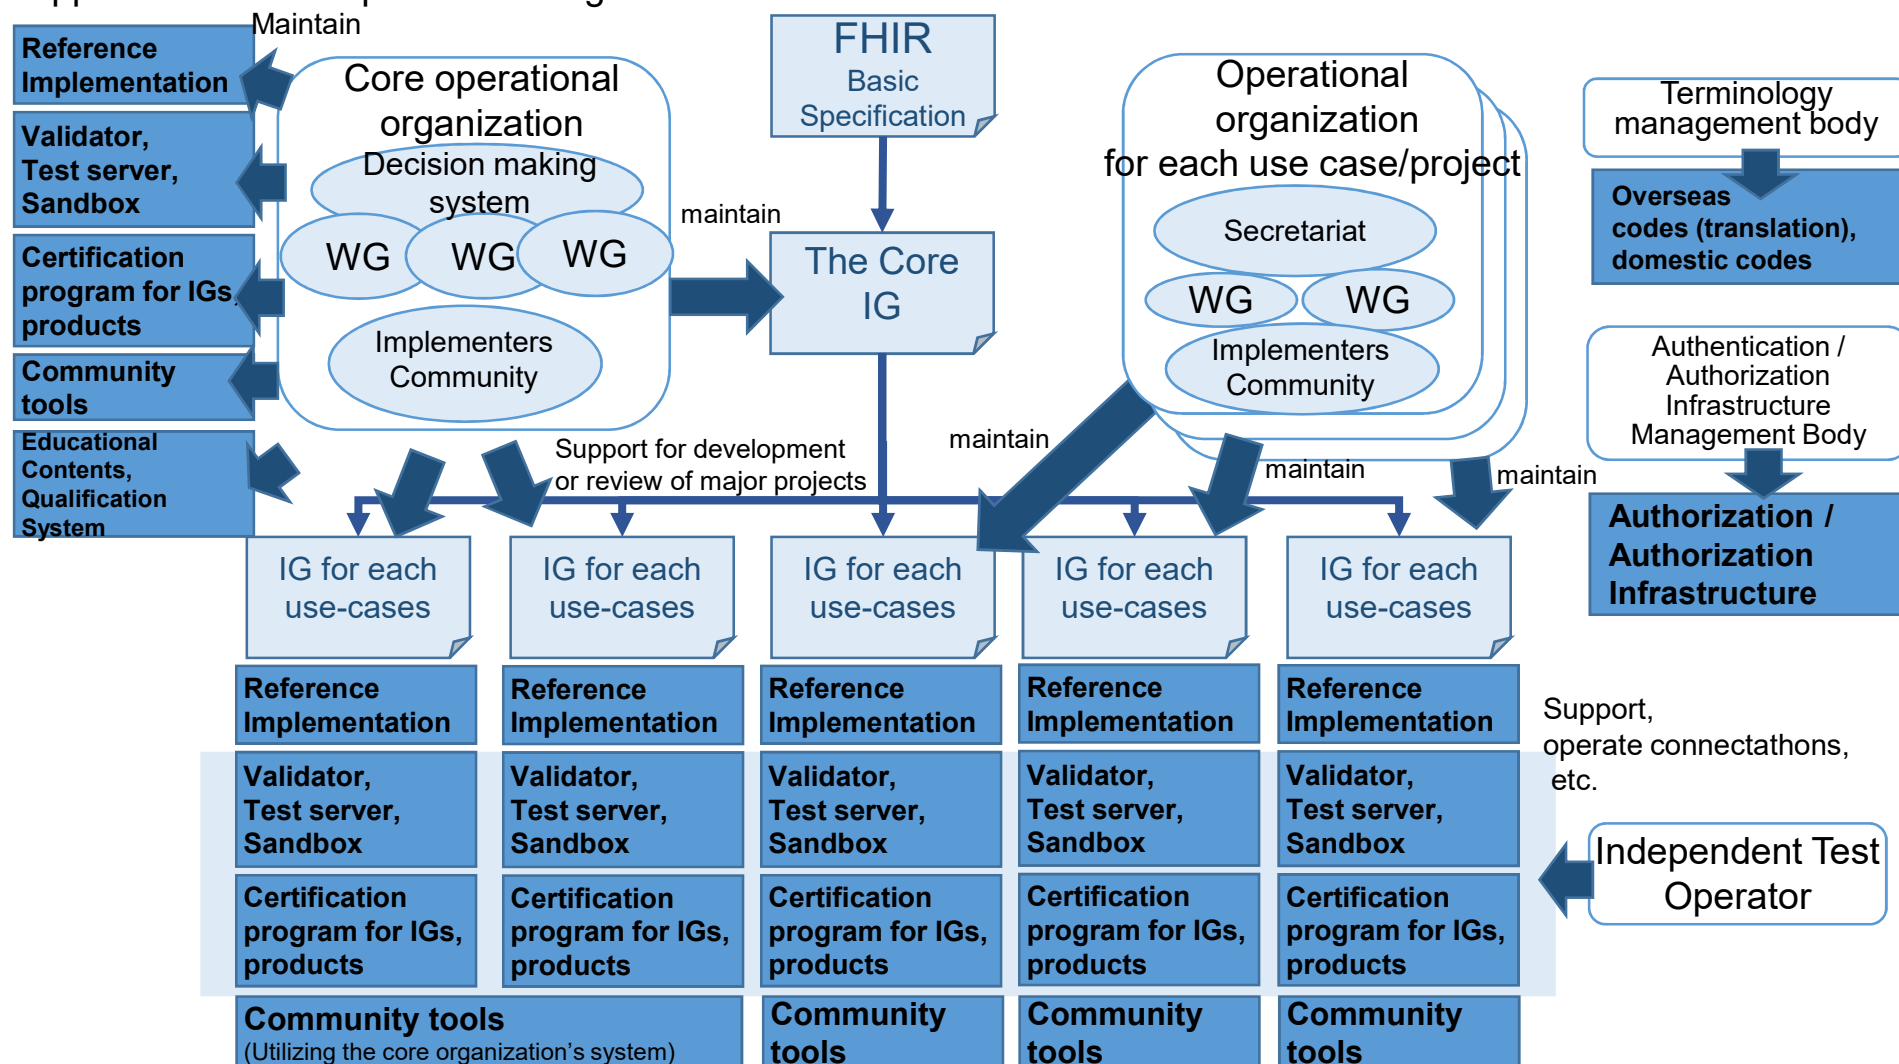 Maintain
Reference
Implementation
Validator,
Test server,
Sandbox
Certification
program for IGs,
products
Community
tools
Educational
Contents,
Qualification
System
Core operational
organization
Decision making
system
WG
WG
WG
Implementers
Community
maintain
FHIR
Basic
Specification
The Core
IG
Operational
organization
for each use case/project
Secretariat
WG
WG
Implementers
Community
Terminology
management body
Overseas
codes (translation),
domestic codes
Authentication /
Authorization
Infrastructure
Management Body
Authorization /
Authorization
Infrastructure
Support for development
or review of major projects
maintain
maintain
maintain
IG for each
use-cases
IG for each
use-cases
IG for each
use-cases
IG for each
use-cases
IG for each
use-cases
Reference
Implementation
Reference
Implementation
Reference
Implementation
Reference
Implementation
Reference
Implementation
Validator,
Test server,
Sandbox
Validator,
Test server,
Sandbox
Validator,
Test server,
Sandbox
Validator,
Test server,
Sandbox
Validator,
Test server,
Sandbox
Certification
program for IGs,
products
Certification
program for IGs,
products
Certification
program for IGs,
products
Certification
program for IGs,
products
Certification
program for IGs,
products
Community tools
(Utilizing the core organization's system)
Community
tools
Community
tools
Community
tools
Support,
operate connectathons,
etc.
Independent Test
Operator